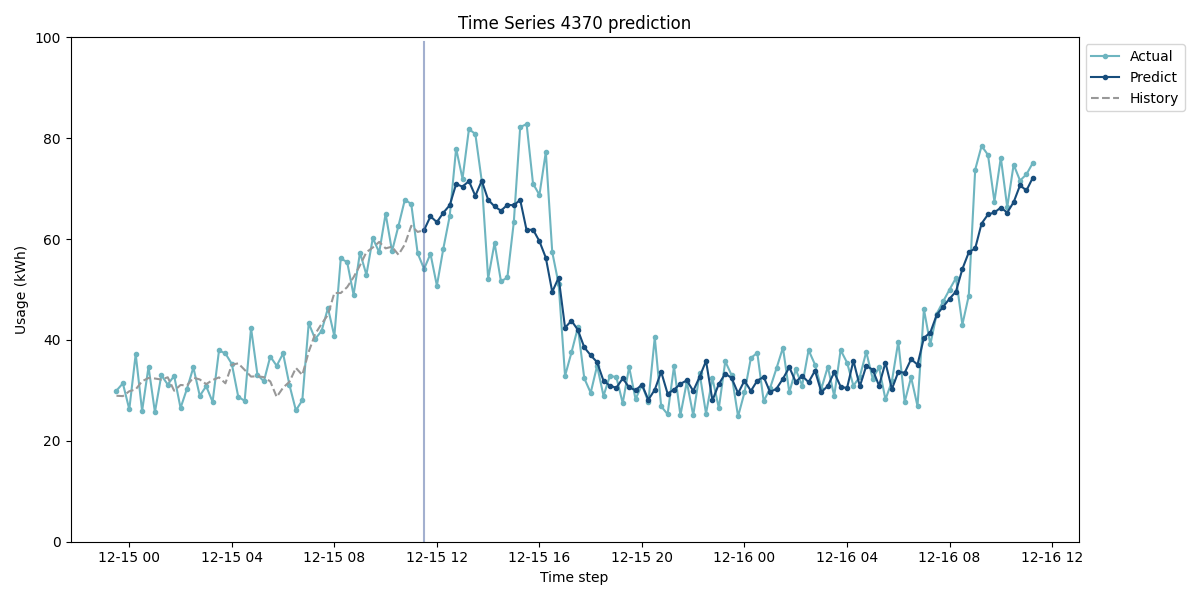 Time Series 4370 prediction
100
80
60
40
20
0
Usage (kWh)
12-15 00
12-15 04
12-15 08
12-15 12
12-15 16
12-15 20
12-16 00
12-16 04
12-16 08
12-16 12
Time step
Actual
Predict
History